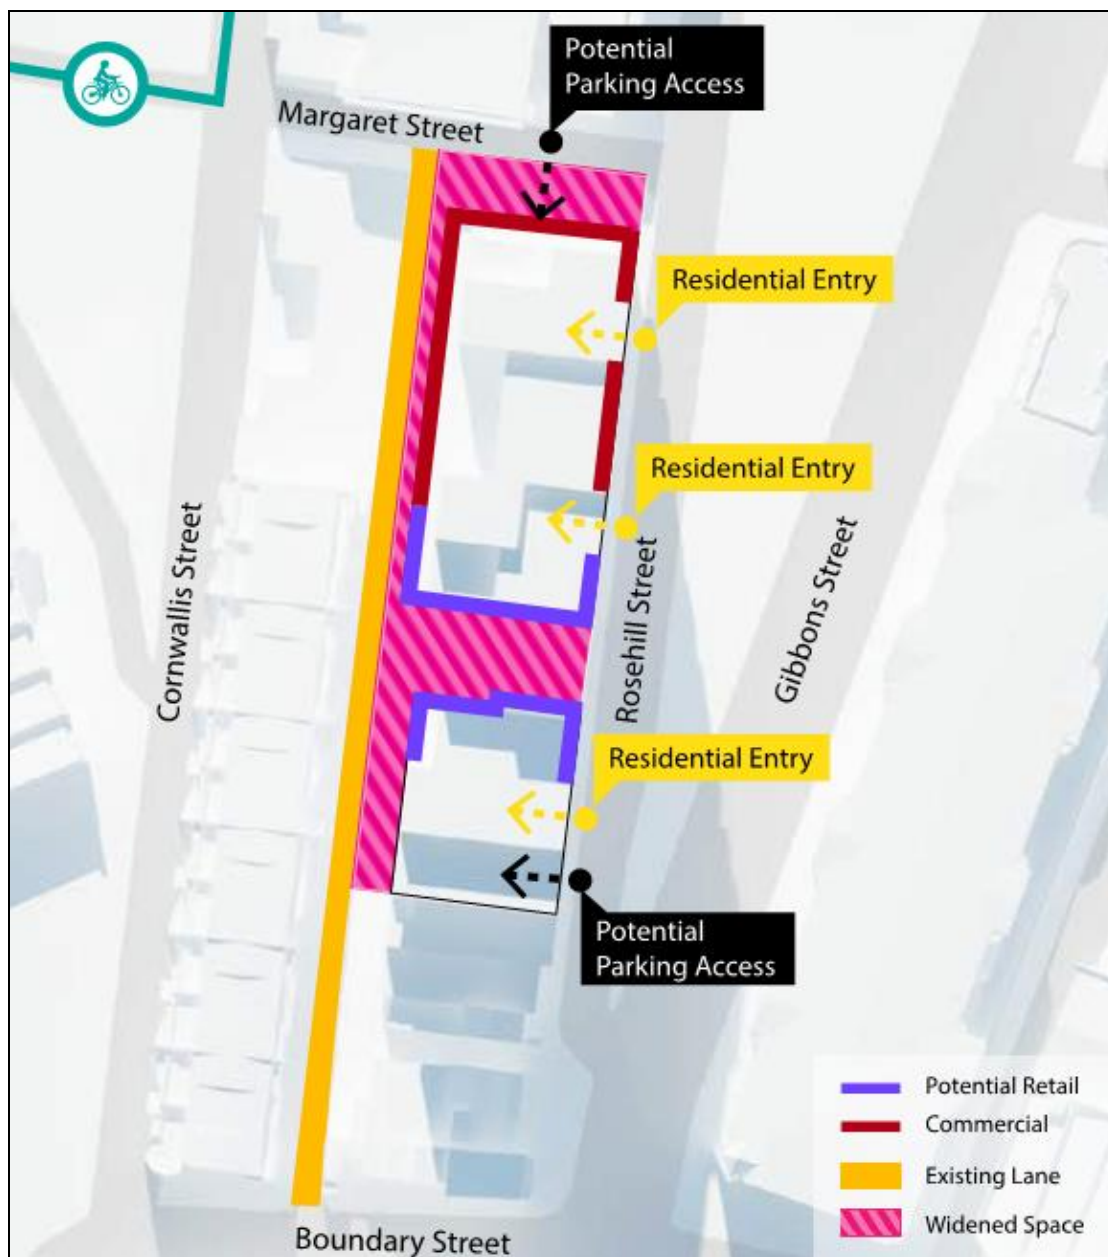 Potential
Parking Access
Margaret Street
Residential Entry
Residential Entry
Cornwallis Street
Rosehill Street
Gibbons Street
Residential Entry
Potential
Parking Access
Potential Retail
Commercial
Existing Lane
Widened Space
Boundary Street